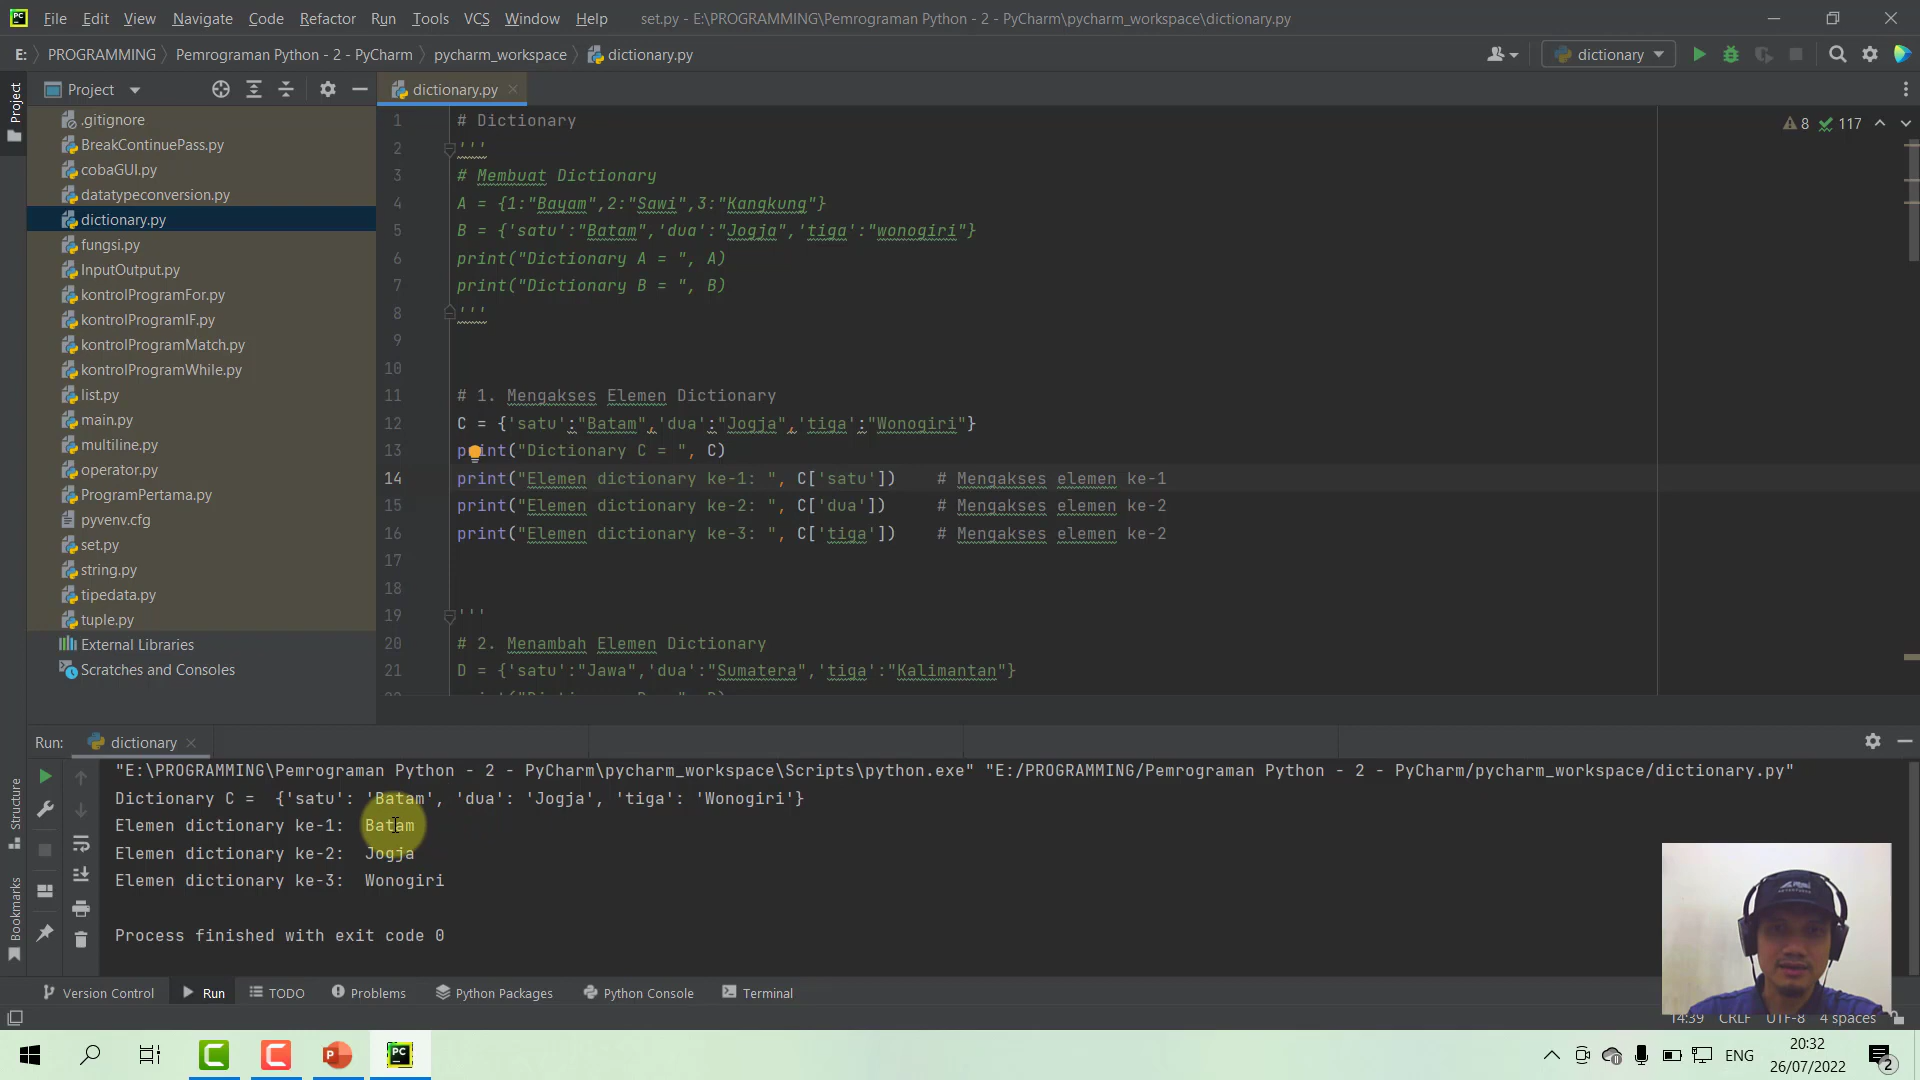 File Edit View Navigate Code Refactor Run Tools VCS Window Help set.py - E:\PROGRAMMING\Pemrograman Python - 2 - PyCharm\pycharm_workspace\dictionary.py
E: PROGRAMMING Pemrograman Python - 2 - PyCharm pycharm_workspace dictionary.py dictionary
Project
Project
dictionary.py
.gitignore
BreakContinuePass.py
cobaGUI.py
datatypeconversion.py
dictionary.py
fungsi.py
InputOutput.py
kontrolProgramFor.py
kontrolProgramIF.py
kontrolProgramMatch.py
kontrolProgramWhile.py
list.py
main.py
multiline.py
operator.py
ProgramPertama.py
pyvenv.cfg
set.py
string.py
tipedata.py
tuple.py
External Libraries
Scratches and Consoles
8 117
1 # Dictionary
2 '''
3 # Membuat Dictionary
4 A = {1:"Bayam",2:"Sawi",3:"Kangkung"}
5 B = {'satu':"Batam",'dua':"Jogja",'tiga':"wonogiri"}
6 print("Dictionary A = ", A)
7 print("Dictionary B = ", B)
8 '''
9
10
11 # 1. Mengakses Elemen Dictionary
12 C = {'satu':"Batam",'dua':"Jogja",'tiga':"Wonogiri"}
13 print("Dictionary C = ", C)
14 print("Elemen dictionary ke-1: ", C['satu']) # Mengakses elemen ke-1
15 print("Elemen dictionary ke-2: ", C['dua']) # Mengakses elemen ke-2
16 print("Elemen dictionary ke-3: ", C['tiga']) # Mengakses elemen ke-2
17
18
19 '''
20 # 2. Menambah Elemen Dictionary
21 D = {'satu':"Jawa",'dua':"Sumatera",'tiga':"Kalimantan"}
Run: dictionary
"E:\PROGRAMMING\Pemrograman Python - 2 - PyCharm\pycharm_workspace\Scripts\python.exe" "E:/PROGRAMMING/Pemrograman Python - 2 - PyCharm/pycharm_workspace/dictionary.py"
Dictionary C =  {'satu': 'Batam', 'dua': 'Jogja', 'tiga': 'Wonogiri'}
Elemen dictionary ke-1:  Batam
Elemen dictionary ke-2:  Jogja
Elemen dictionary ke-3:  Wonogiri
Process finished with exit code 0
Structure
Bookmarks
Version Control Run TODO Problems Python Packages Python Console Terminal
14:39 CRLF UTF-8 4 spaces
ENG
20:32
26/07/2022
2